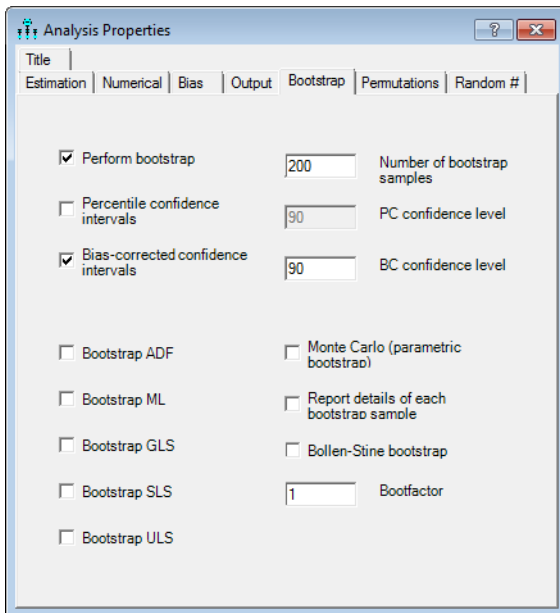 Analysis Properties
?
Title
Estimation Numerical Bias Output Bootstrap Permutations Random #
Perform bootstrap
200
Number of bootstrap
samples
Percentile confidence
intervals
90
PC confidence level
Bias-corrected confidence
intervals
90
BC confidence level
Bootstrap ADF
Monte Carlo (parametric
bootstrap)
Bootstrap ML
Report details of each
bootstrap sample
Bootstrap GLS
Bollen-Stine bootstrap
Bootstrap SLS
1
Bootfactor
Bootstrap ULS